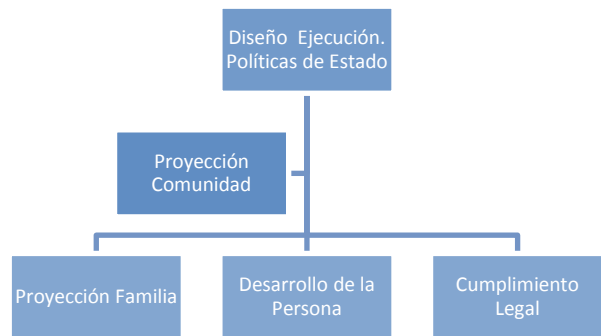 Diseño Ejecución.
Políticas de Estado
Proyección
Comunidad
Proyección Familia
Desarrollo de la
Persona
Cumplimiento
Legal